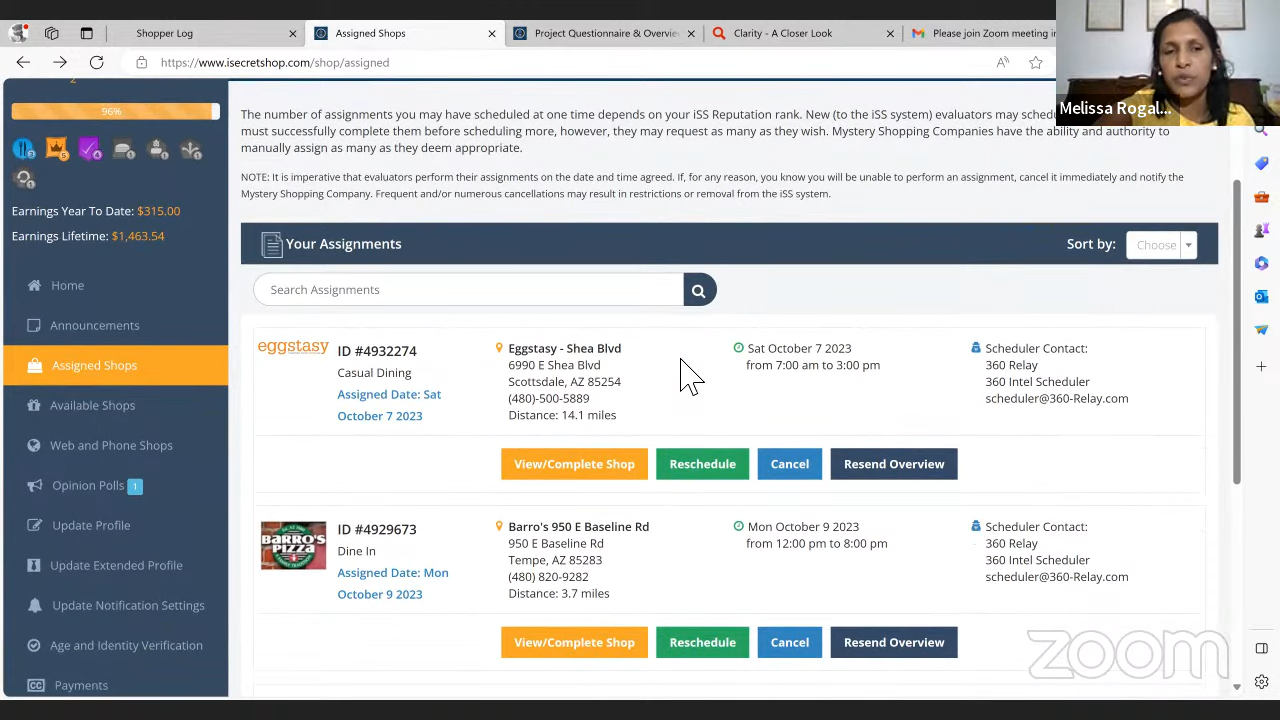 Shopper Log
Assigned Shops
Project Questionnaire & Overvie
Clarity - A Closer Look
Please join Zoom meeting in
https://www.isecretshop.com/shop/assigned
Melissa Rogal...
2
96%
3
5
4
1
1
1
1
Earnings Year To Date: $315.00
Earnings Lifetime: $1,463.54
Home
Announcements
Assigned Shops
Available Shops
Web and Phone Shops
Opinion Polls 1
Update Profile
Update Extended Profile
Update Notification Settings
Age and Identity Verification
Payments
The number of assignments you may have scheduled at one time depends on your iSS Reputation rank. New (to the iSS system) evaluators may sched
must successfully complete them before scheduling more, however, they may request as many as they wish. Mystery Shopping Companies have the ability and authority to
manually assign as many as they deem appropriate.
NOTE: It is imperative that evaluators perform their assignments on the date and time agreed. If, for any reason, you know you will be unable to perform an assignment, cancel it immediately and notify the
Mystery Shopping Company. Frequent and/or numerous cancellations may result in restrictions or removal from the iSS system.
Your Assignments
Sort by: Choose
Search Assignments
eggstasy
ID #4932274
Casual Dining
Assigned Date: Sat
October 7 2023
Eggstasy - Shea Blvd
6990 E Shea Blvd
Scottsdale, AZ 85254
(480)-500-5889
Distance: 14.1 miles
Sat October 7 2023
from 7:00 am to 3:00 pm
Scheduler Contact:
360 Relay
360 Intel Scheduler
scheduler@360-Relay.com
View/Complete Shop Reschedule Cancel Resend Overview
BARRO'S
PIZZA
ID #4929673
Dine In
Assigned Date: Mon
October 9 2023
Barro's 950 E Baseline Rd
950 E Baseline Rd
Tempe, AZ 85283
(480) 820-9282
Distance: 3.7 miles
Mon October 9 2023
from 12:00 pm to 8:00 pm
Scheduler Contact:
360 Relay
360 Intel Scheduler
scheduler@360-Relay.com
View/Complete Shop Reschedule Cancel Resend Overview
zoom